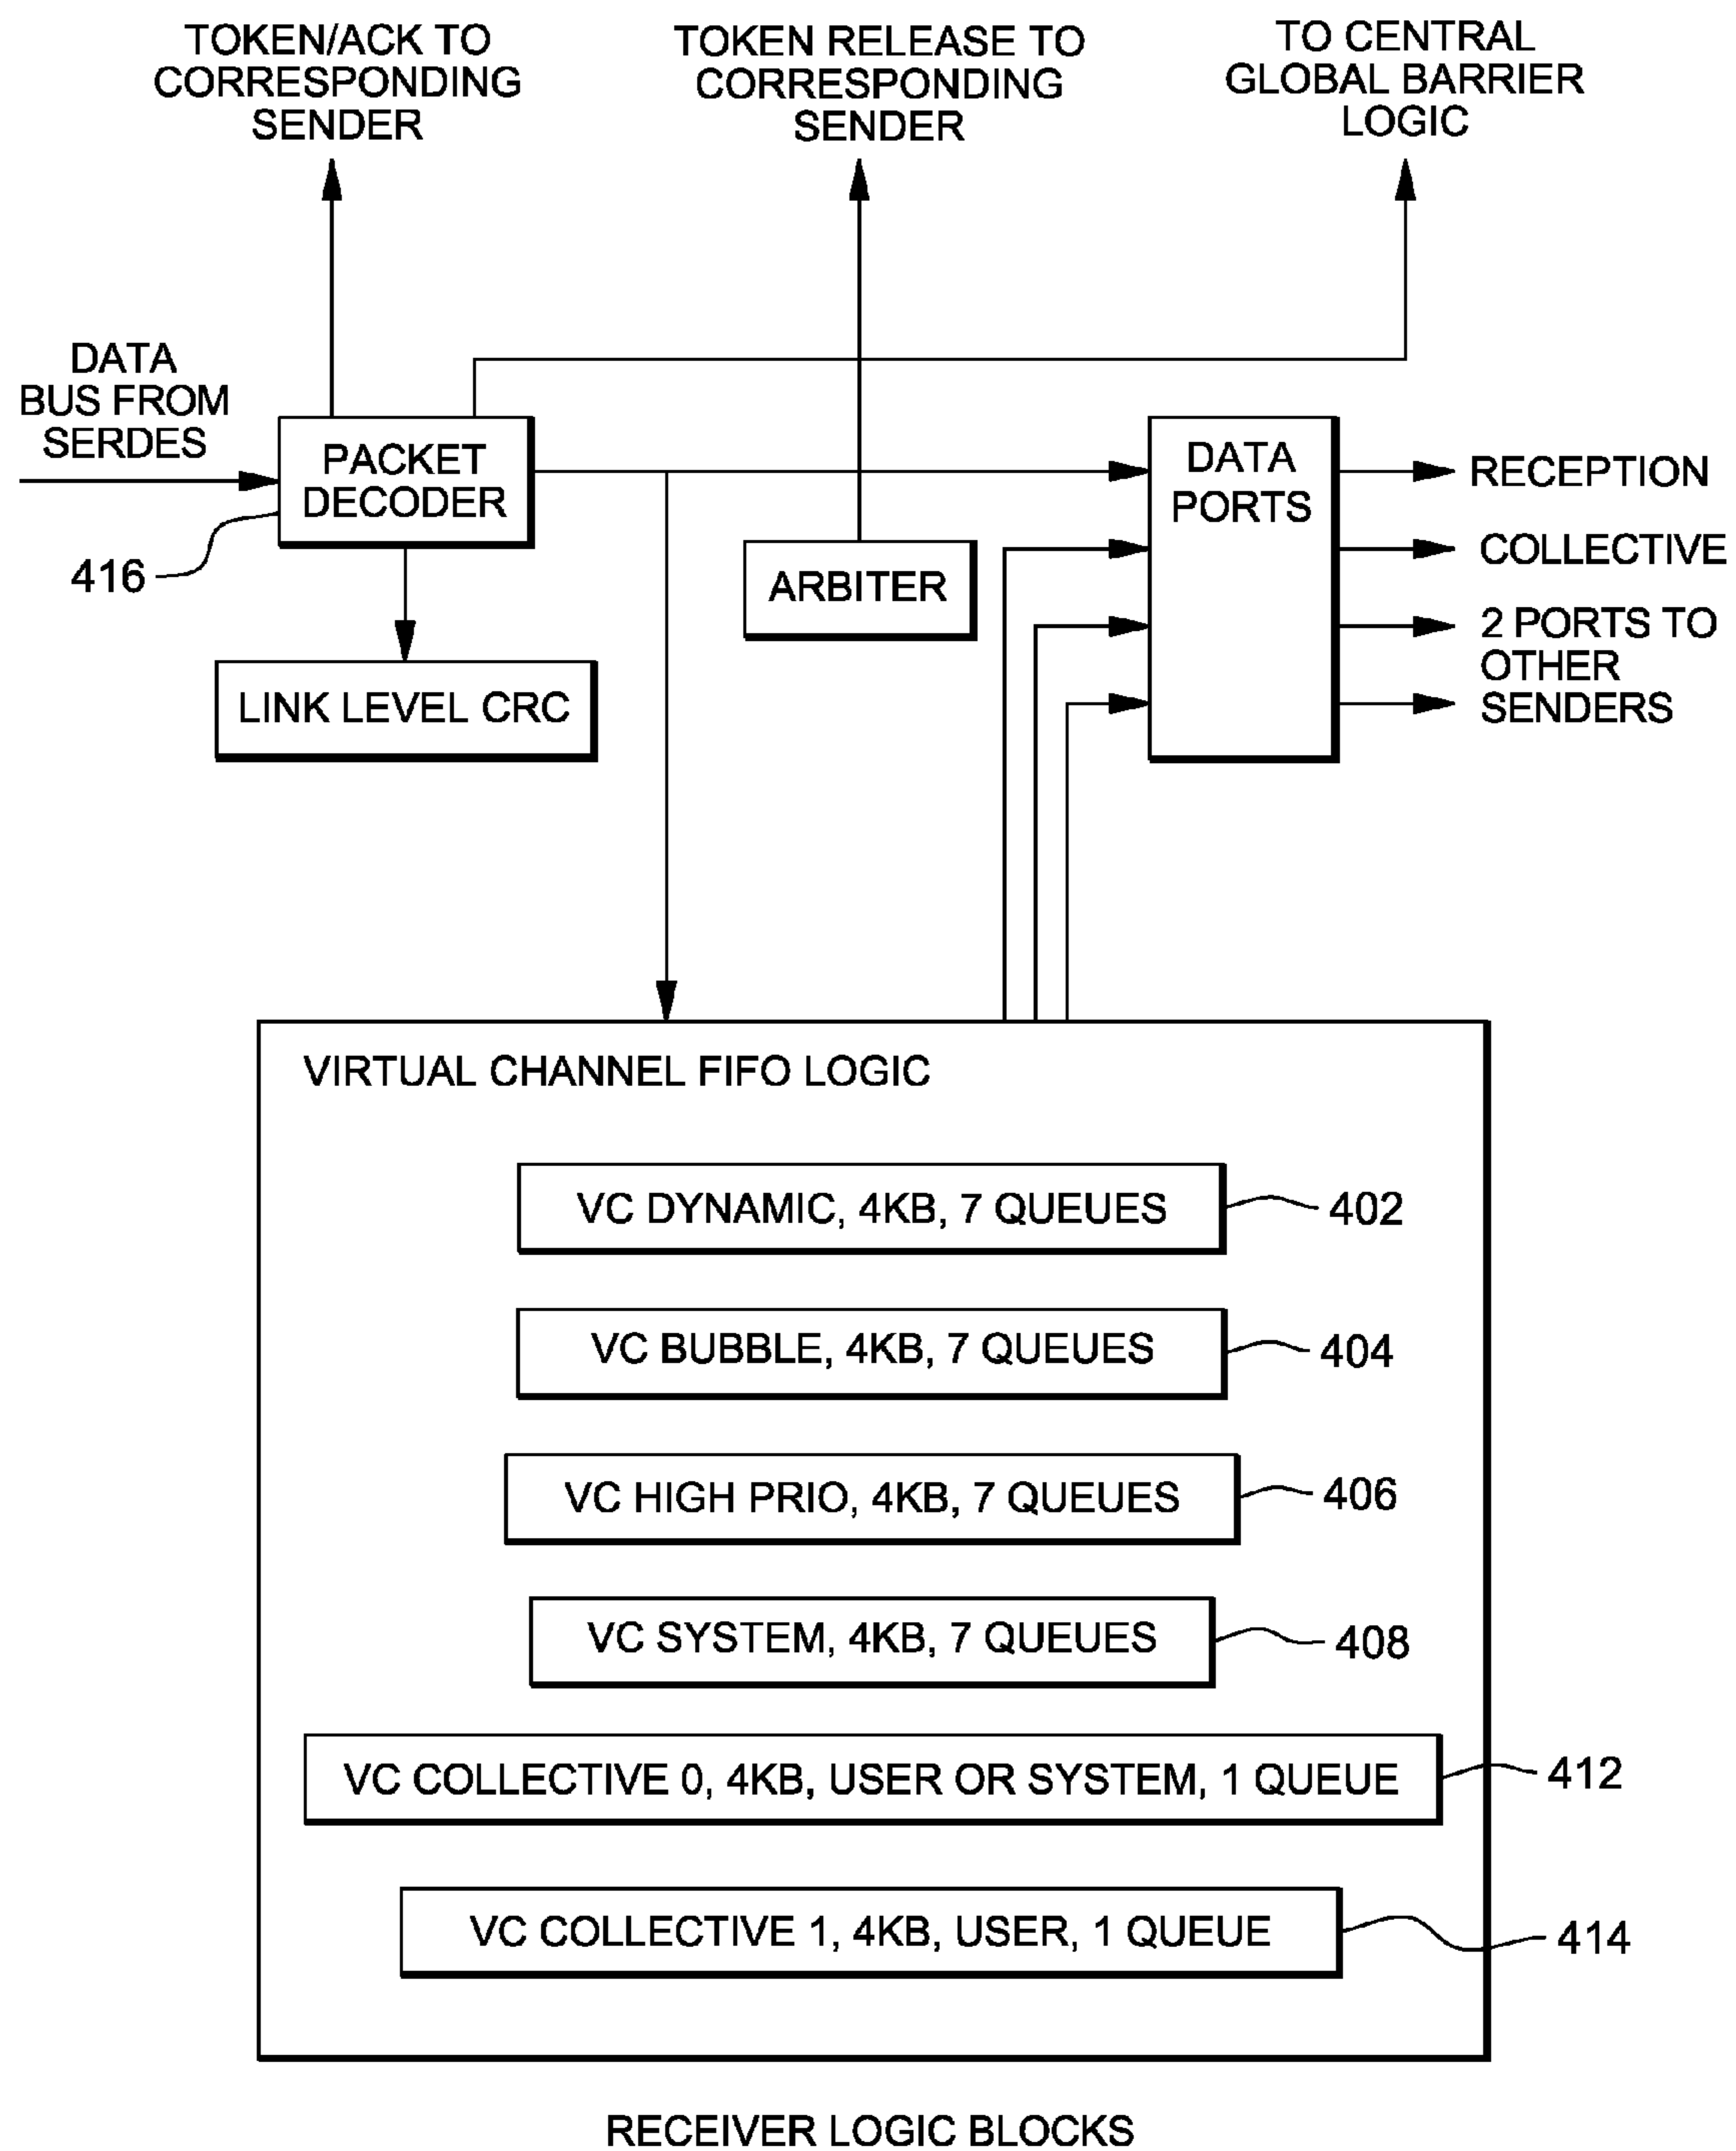 TOKEN/ACK TO
CORRESPONDING
SENDER
TOKEN RELEASE TO
CORRESPONDING
SENDER
TO CENTRAL
GLOBAL BARRIER
LOGIC
DATA
BUS FROM
SERDES
PACKET
DECODER
416
LINK LEVEL CRC
ARBITER
DATA
PORTS
RECEPTION
COLLECTIVE
2 PORTS TO
OTHER
SENDERS
VIRTUAL CHANNEL FIFO LOGIC
VC DYNAMIC, 4KB, 7 QUEUES
402
VC BUBBLE, 4KB, 7 QUEUES
404
VC HIGH PRIO, 4KB, 7 QUEUES
406
VC SYSTEM, 4KB, 7 QUEUES
408
VC COLLECTIVE 0, 4KB, USER OR SYSTEM, 1 QUEUE
412
VC COLLECTIVE 1, 4KB, USER, 1 QUEUE
414
RECEIVER LOGIC BLOCKS